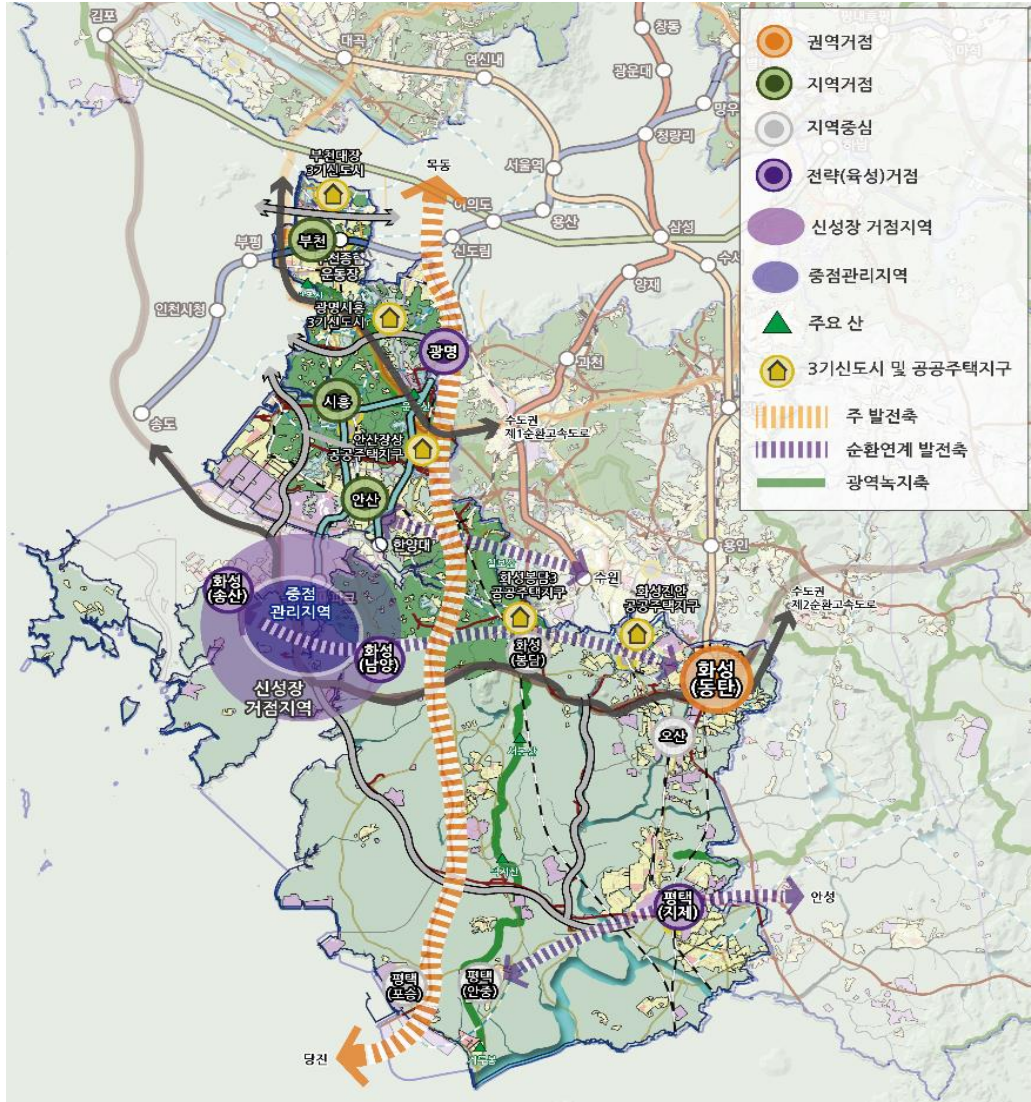 김포
대곡
연신내
창동
광운대
망우
청량리
서울역
여의도
용산
신도림
삼성
양재
과천
부평
인천시청
송도
수원
용인
목동
부천대장
3기신도시
부천
부천종합
운동장
광명시흥
3기신도시
광명
시흥
안산장상
공공주택지구
안산
한양대
수도권
제1순환고속도로
화성
(송산)
중점
관리지역
화성
(남양)
신성장
거점지역
칠보산
화성봉담3
공공주택지구
화성
(봉담)
화성진안
공공주택지구
화성
(동탄)
수도권
제2순환고속도로
오산
서봉산
평택
(지제)
안성
평택
(포승)
평택
(안중)
당진
권역거점
지역거점
지역중심
전략(육성)거점
신성장 거점지역
중점관리지역
주요 산
3기신도시 및 공공주택지구
주 발전축
순환연계 발전축
광역녹지축